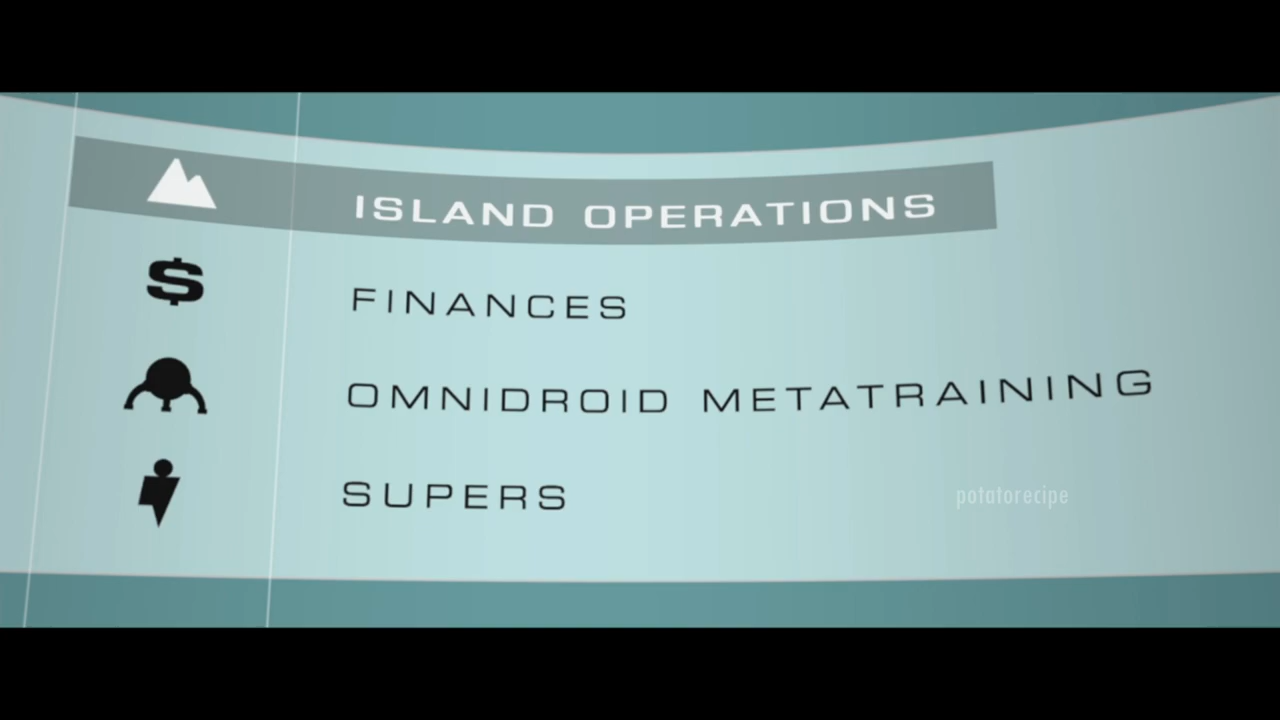 ISLAND OPERATIONS
$
FINANCES
OMNIDROID METATRAINING
SUPERS
potatorecipe